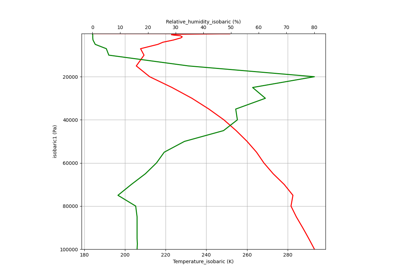 Relative_humidity_isobaric (%)
0 10 20 30 40 50 60 70 80
20000
40000
60000
80000
100000
isobaric1 (Pa)
180 200 220 240 260 280
Temperature_isobaric (K)